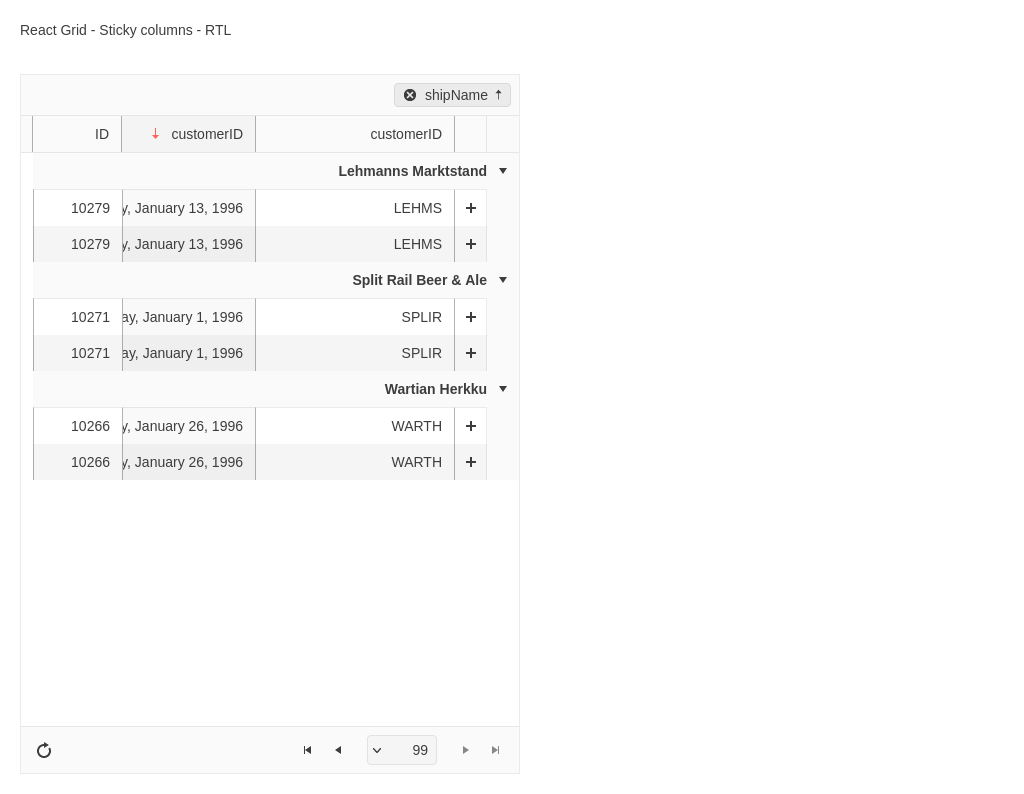 React Grid - Sticky columns - RTL
shipName
ID customerID customerID
Lehmanns Marktstand
10279 January 13, 1996 LEHMS
10279 January 13, 1996 LEHMS
Split Rail Beer & Ale
10271 January 1, 1996 SPLIR
10271 January 1, 1996 SPLIR
Wartian Herkku
10266 January 26, 1996 WARTH
10266 January 26, 1996 WARTH
99